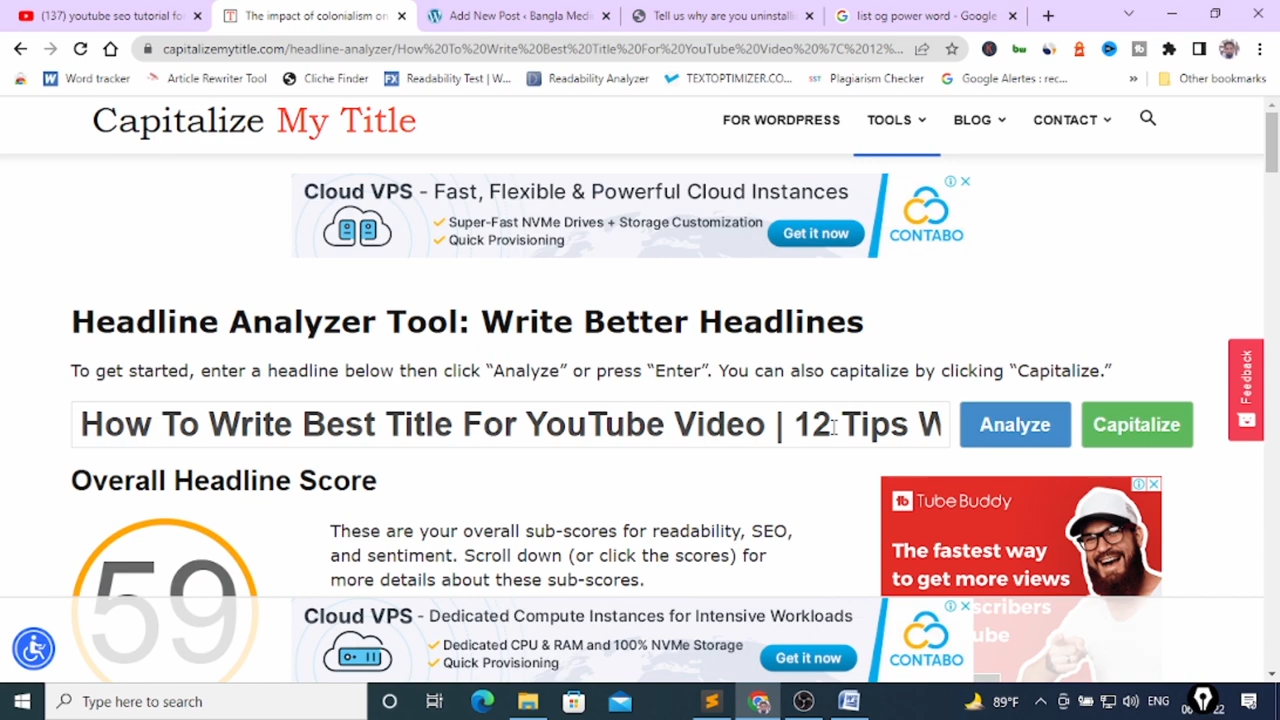 (137) youtube seo tutorial fo
The impact of colonialism on
Add New Post ‹ Bangla Medi
Tell us why are you uninstalli
list og power word - Google
capitalizemytitle.com/headline-analyzer/How%20To%20Write%20Best%20Title%20For%20YouTube%20Video%20%7C%2012%...
Word tracker
Article Rewriter Tool
Cliche Finder
Readability Test | W...
Readability Analyzer
TEXTOPTIMIZER.CO...
Plagiarism Checker
Google Alertes : rec...
»
Other bookmarks
Capitalize My Title
FOR WORDPRESS
TOOLS
BLOG
CONTACT
Cloud VPS - Fast, Flexible & Powerful Cloud Instances
Super-Fast NVMe Drives + Storage Customization
Quick Provisioning
Get it now
CONTABO
Headline Analyzer Tool: Write Better Headlines
To get started, enter a headline below then click “Analyze” or press “Enter”. You can also capitalize by clicking “Capitalize.”
Feedback
How To Write Best Title For YouTube Video | 12 Tips W
Analyze
Capitalize
Overall Headline Score
59
These are your overall sub-scores for readability, SEO,
and sentiment. Scroll down (or click the scores) for
more details about these sub-scores.
TubeBuddy
The fastest way
to get more views
scribers
ube
Cloud VPS - Dedicated Compute Instances for Intensive Workloads
Dedicated CPU & RAM and 100% NVMe Storage
Quick Provisioning
Get it now
CONTABO
Type here to search
89°F
ENG